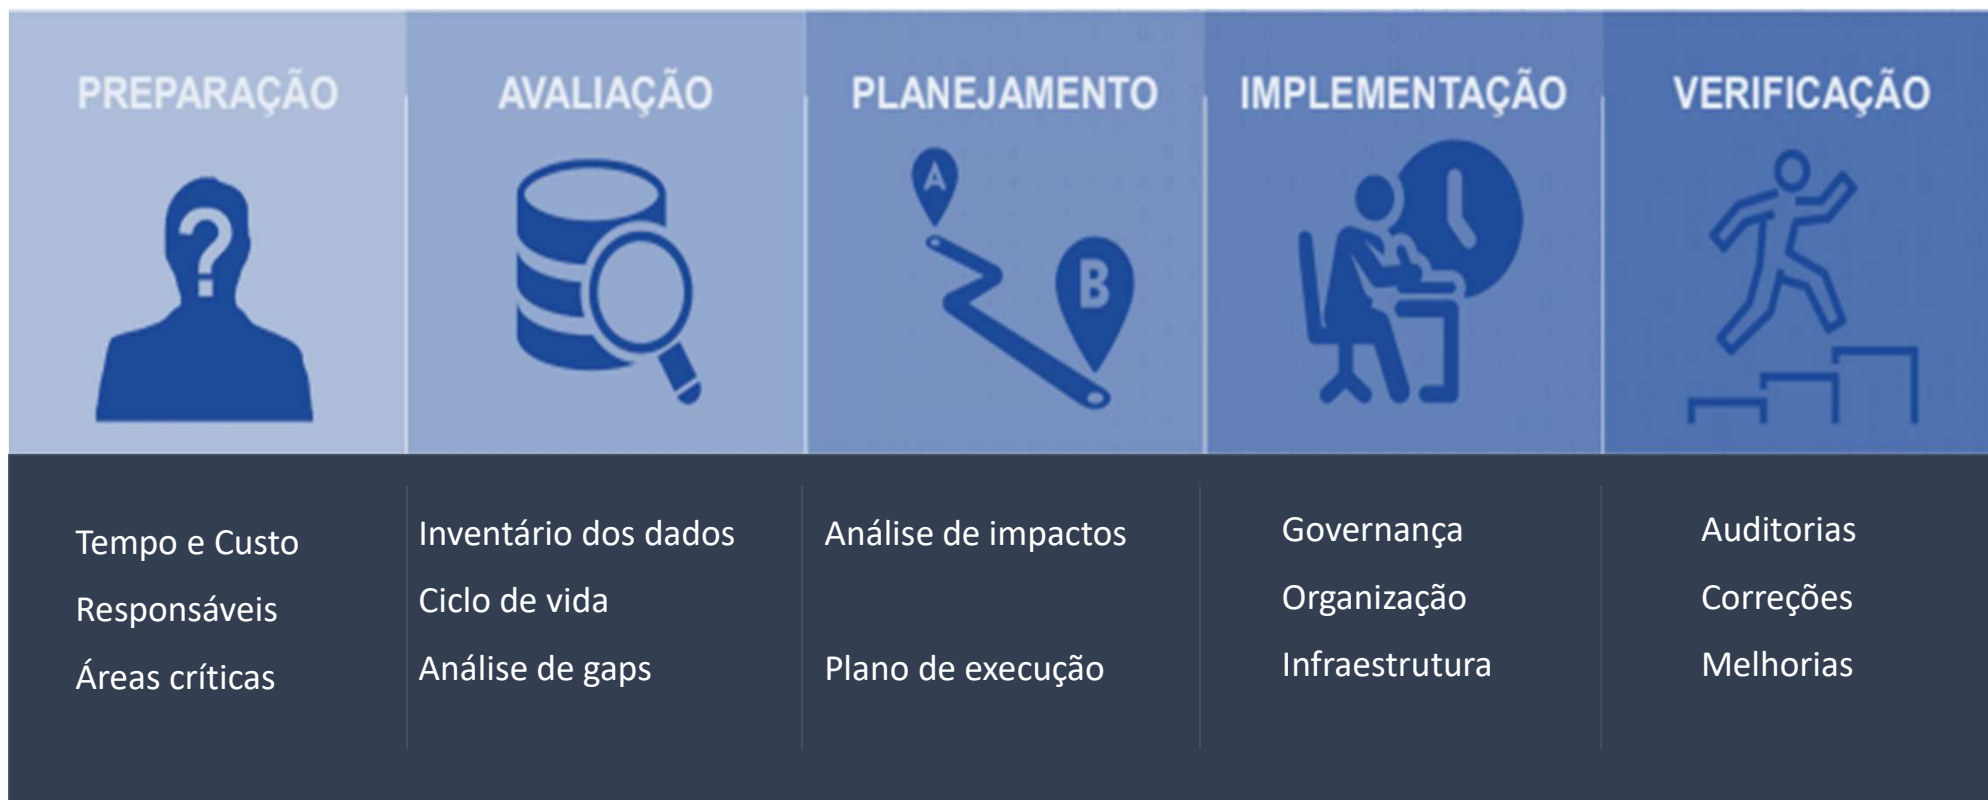 PREPARAÇÃO
AVALIAÇÃO
PLANEJAMENTO
IMPLEMENTAÇÃO
VERIFICAÇÃO
?
A
B
Tempo e Custo
Responsáveis
Áreas críticas
Inventário dos dados
Ciclo de vida
Análise de gaps
Análise de impactos
Plano de execução
Governança
Organização
Infraestrutura
Auditorias
Correções
Melhorias